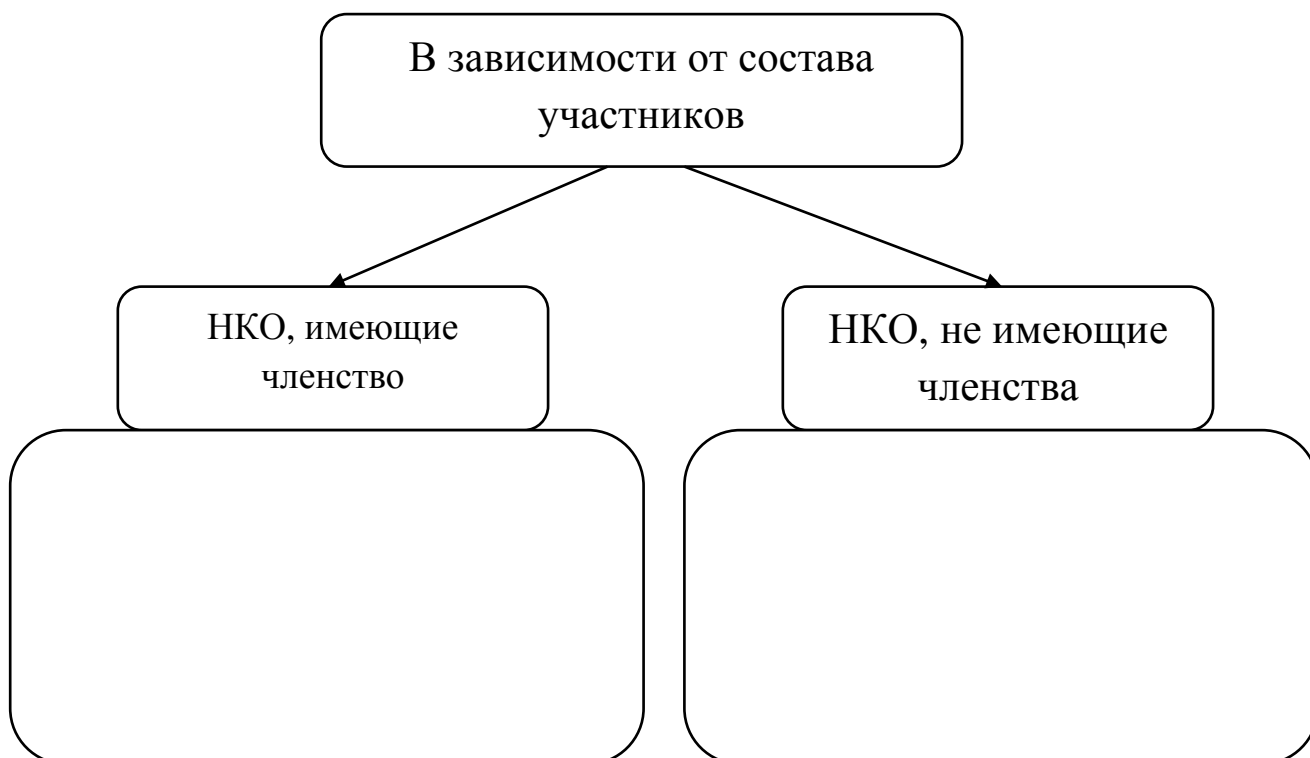 В зависимости от состава
участников
НКО, имеющие
членство
НКО, не имеющие
членства